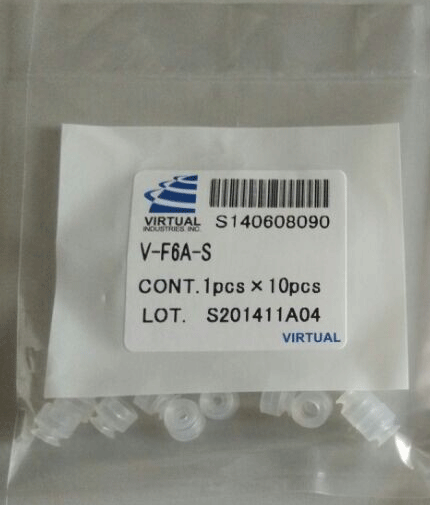 VIRTUAL
INDUSTRIES, INC.
S140608090
V-F6A-S
CONT. 1pcs × 10pcs
LOT. S201411A04
VIRTUAL